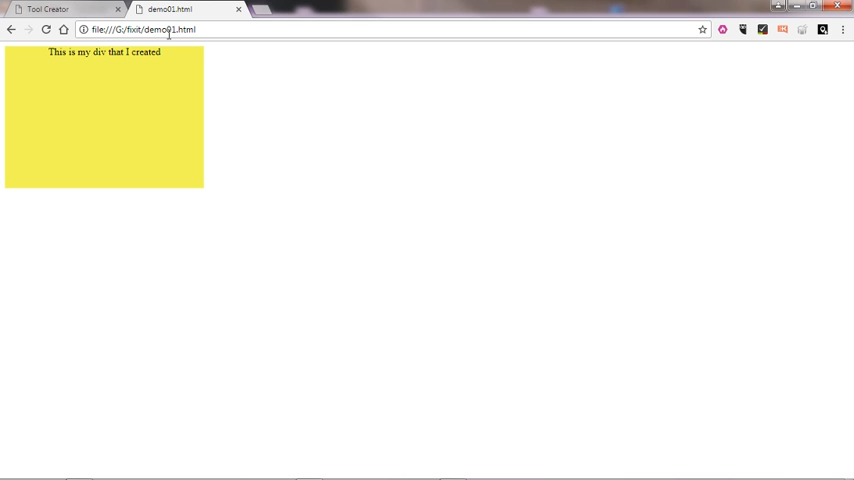 Tool Creator
demo01.html
file:///G:/fixit/demo01.html
This is my div that I created